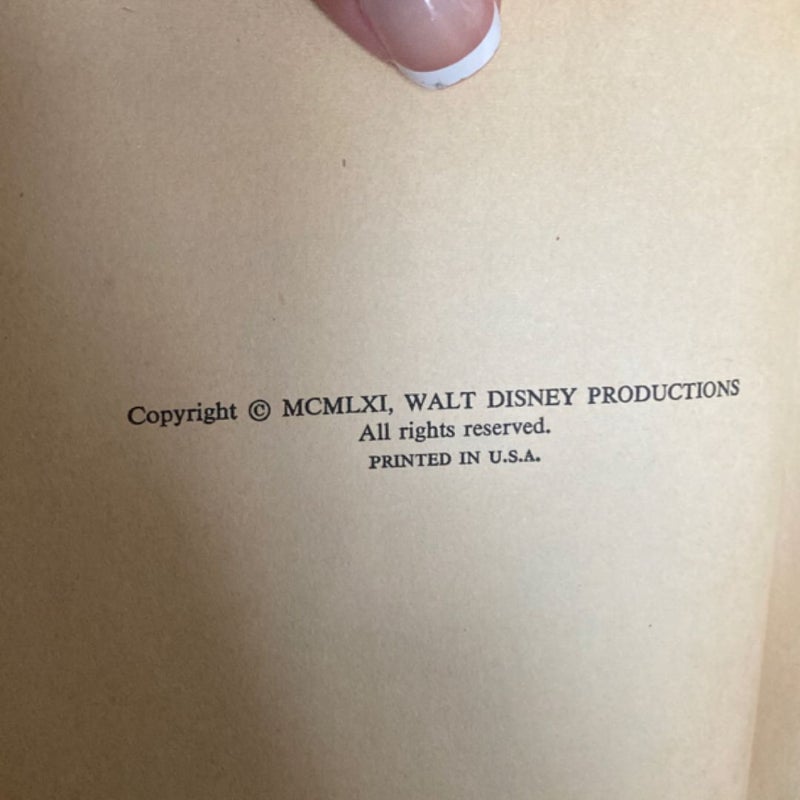 Copyright © MCMLXI, WALT DISNEY PRODUCTIONS
All rights reserved.
PRINTED IN U.S.A.